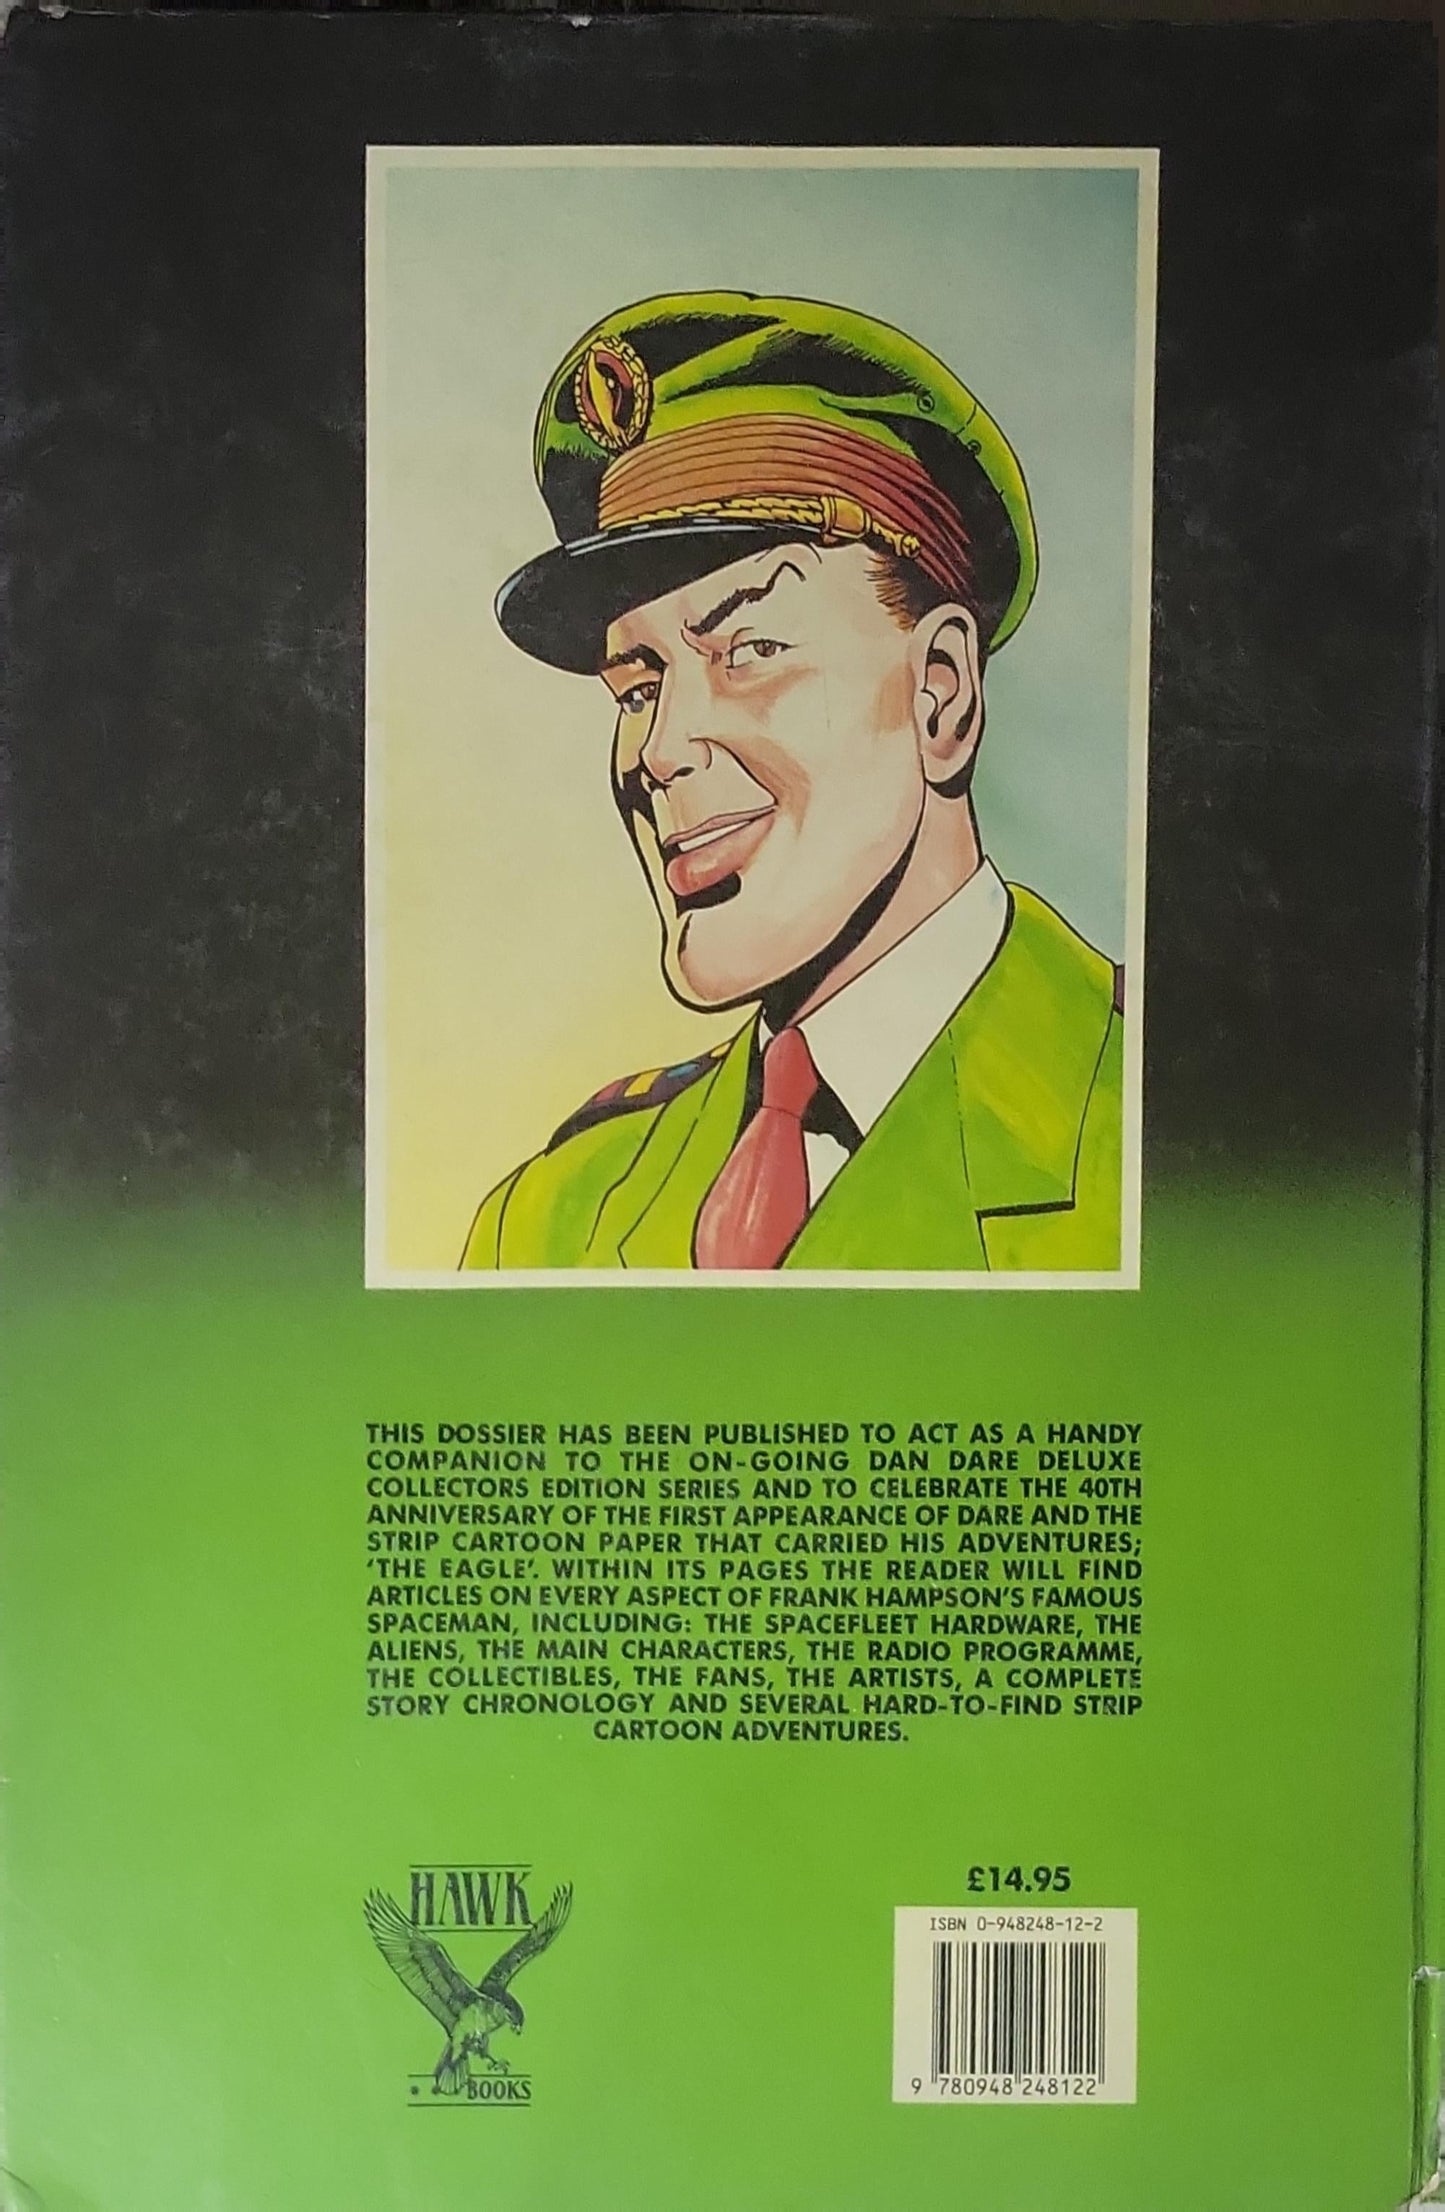 THIS DOSSIER HAS BEEN PUBLISHED TO ACT AS A HANDY
COMPANION TO THE ON-GOING DAN DARE DELUXE
COLLECTORS EDITION SERIES AND TO CELEBRATE THE 40TH
ANNIVERSARY OF THE FIRST APPEARANCE OF DARE AND THE
STRIP CARTOON PAPER THAT CARRIED HIS ADVENTURES;
'THE EAGLE'. WITHIN ITS PAGES THE READER WILL FIND
ARTICLES ON EVERY ASPECT OF FRANK HAMPSON'S FAMOUS
SPACEMAN, INCLUDING: THE SPACEFLEET HARDWARE, THE
ALIENS, THE MAIN CHARACTERS, THE RADIO PROGRAMME,
THE COLLECTIBLES, THE FANS, THE ARTISTS, A COMPLETE
STORY CHRONOLOGY AND SEVERAL HARD-TO-FIND STRIP
CARTOON ADVENTURES.
HAWK
BOOKS
£14.95
ISBN 0-948248-12-2
9 780948 248122